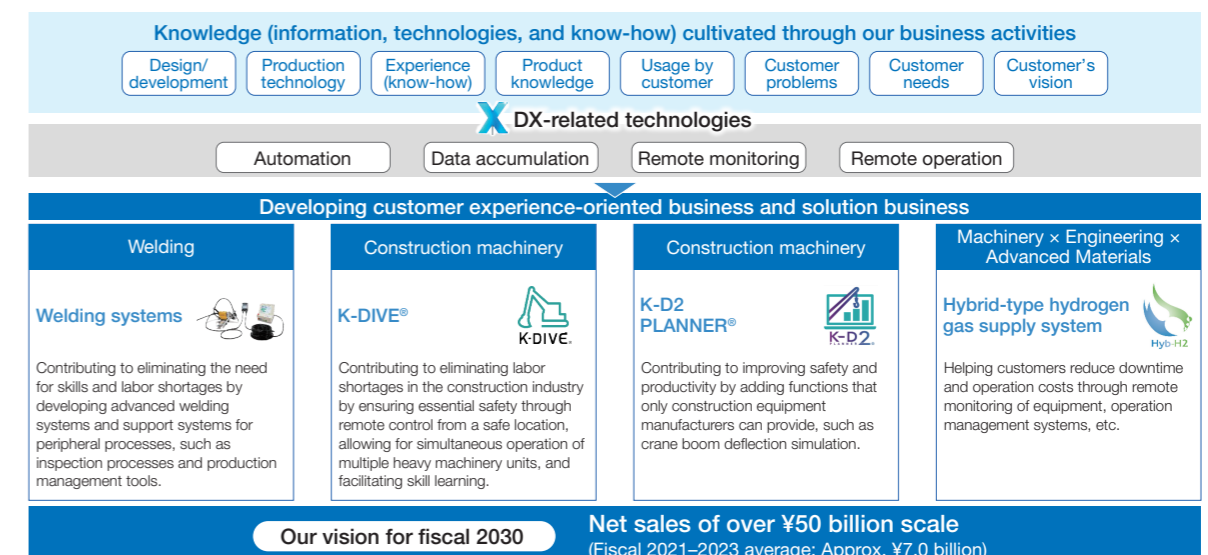 Knowledge (information, technologies, and know-how) cultivated through our business activities
Design/
development
Production
technology
Experience
(know-how)
Product
knowledge
Usage by
customer
Customer
problems
Customer
needs
Customer's
vision
X DX-related technologies
Automation
Data accumulation
Remote monitoring
Remote operation
Developing customer experience-oriented business and solution business
Welding
Welding systems
Contributing to eliminating the need
for skills and labor shortages by
developing advanced welding
systems and support systems for
peripheral processes, such as
inspection processes and production
management tools.
Construction machinery
K-DIVE®
K-DIVE®
Contributing to eliminating labor
shortages in the construction industry
by ensuring essential safety through
remote control from a safe location,
allowing for simultaneous operation of
multiple heavy machinery units, and
facilitating skill learning.
Construction machinery
K-D2
PLANNER®
K-D2®
PLANNER
Contributing to improving safety and
productivity by adding functions that
only construction equipment
manufacturers can provide, such as
crane boom deflection simulation.
Machinery × Engineering ×
Advanced Materials
Hybrid-type hydrogen
gas supply system
Hyb-H2
Helping customers reduce downtime
and operation costs through remote
monitoring of equipment, operation
management systems, etc.
Our vision for fiscal 2030
Net sales of over ¥50 billion scale
(Fiscal 2021–2023 average: Approx. ¥7.0 billion)